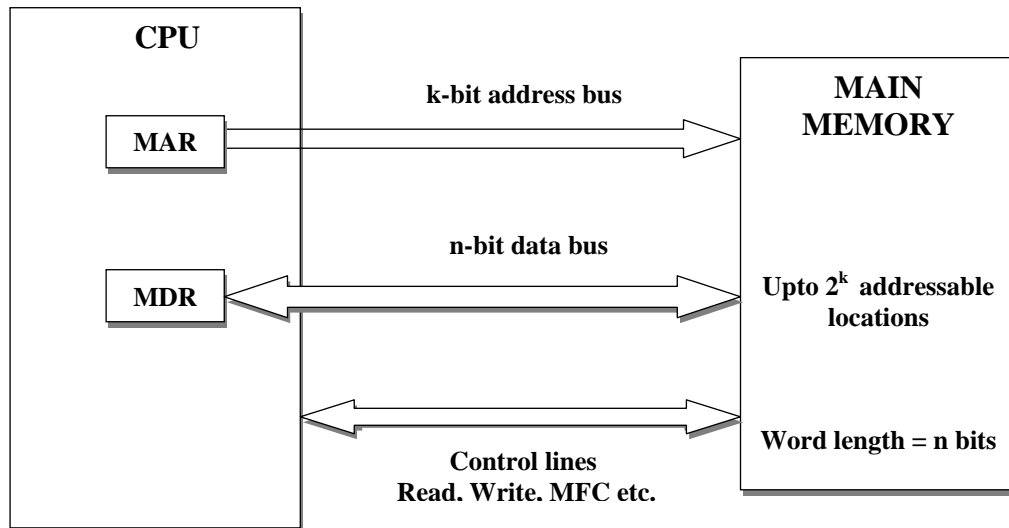 CPU
MAR
MDR
k-bit address bus
n-bit data bus
Control lines
Read, Write, MFC etc.
MAIN
MEMORY
Upto 2^k addressable
locations
Word length = n bits